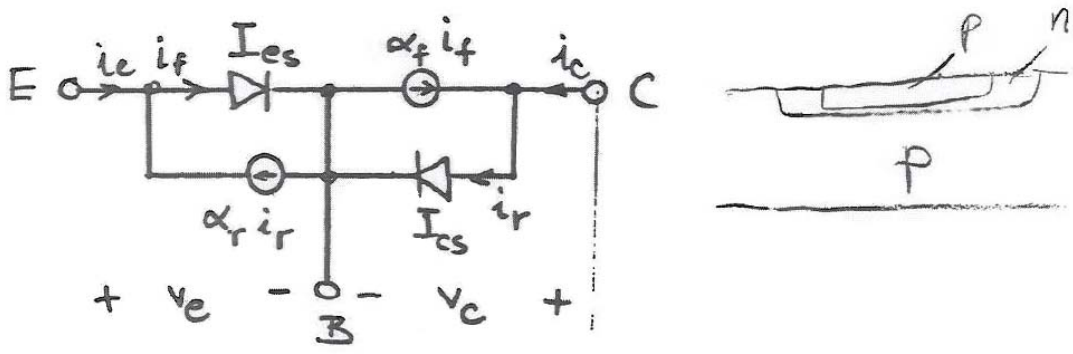 i_e i_f I_es α_f i_f i_c
E C
α_r i_r I_cs i_r
+ v_e - - v_c +
B
p n
p